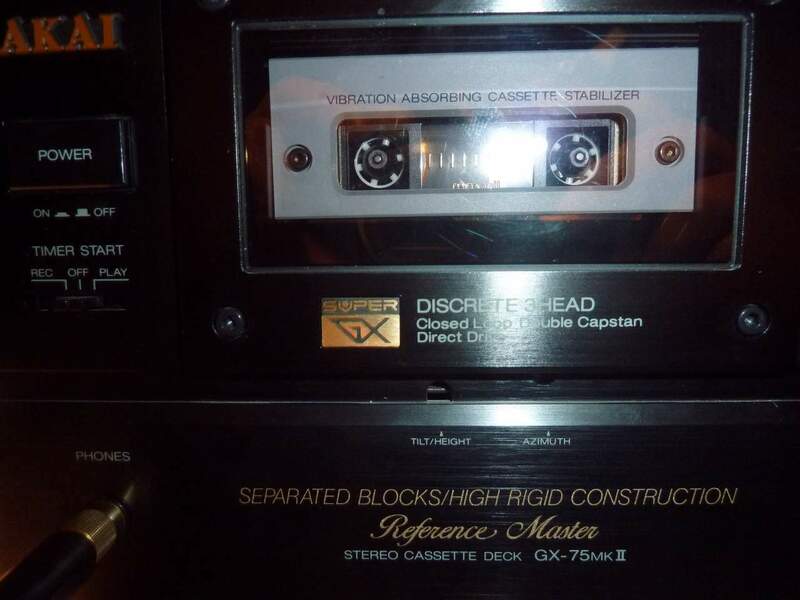 AKAI
VIBRATION ABSORBING CASSETTE STABILIZER
POWER
ON OFF
TIMER START
REC OFF PLAY
SUPER
GX
DISCRETE 3 HEAD
Closed Loop Double Capstan
Direct
TILT/HEIGHT
AZIMUTH
PHONES
SEPARATED BLOCKS/HIGH RIGID CONSTRUCTION
Reference Master
STEREO CASSETTE DECK GX-75MKII